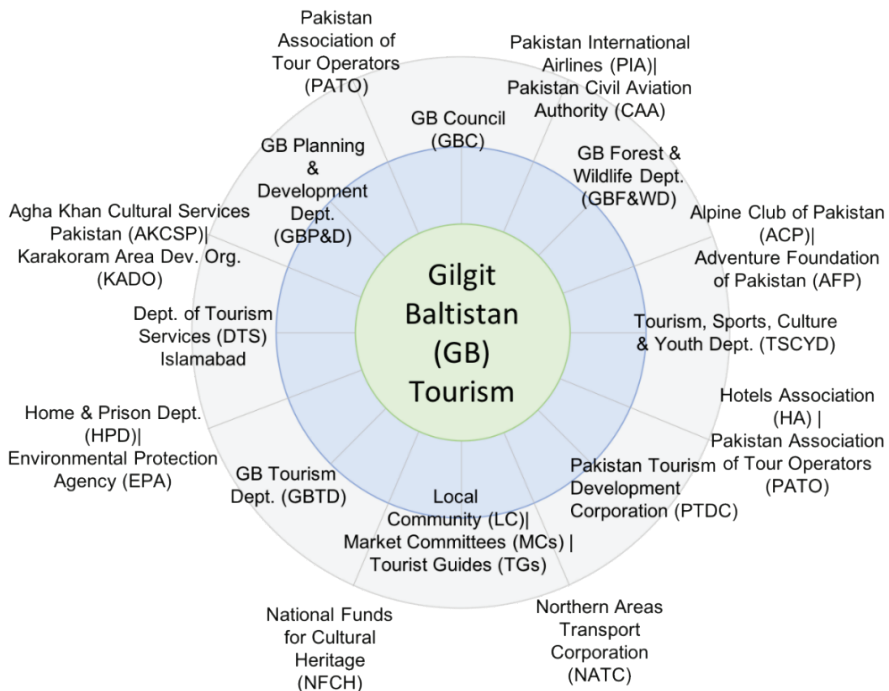 Pakistan
Association of
Tour Operators
(PATO)
Pakistan International
Airlines (PIA)|
Pakistan Civil Aviation
Authority (CAA)
GB Council
(GBC)
GB Planning
&
Development
Dept.
(GBP&D)
GB Forest &
Wildlife Dept.
(GBF&WD)
Agha Khan Cultural Services
Pakistan (AKCSP)|
Karakoram Area Dev. Org.
(KADO)
Alpine Club of Pakistan
(ACP)|
Adventure Foundation
of Pakistan (AFP)
Gilgit
Baltistan
(GB)
Tourism
Dept. of Tourism
Services (DTS)
Islamabad
Tourism, Sports, Culture
& Youth Dept. (TSCYD)
Home & Prison Dept.
(HPD)|
Environmental Protection
Agency (EPA)
Hotels Association
(HA) |
Pakistan Association
of Tour Operators
(PATO)
GB Tourism
Dept. (GBTD)
Local
Community (LC)|
Market Committees (MCs) |
Tourist Guides (TGs)
Pakistan Tourism
Development
Corporation (PTDC)
National Funds
for Cultural
Heritage
(NFCH)
Northern Areas
Transport
Corporation
(NATC)